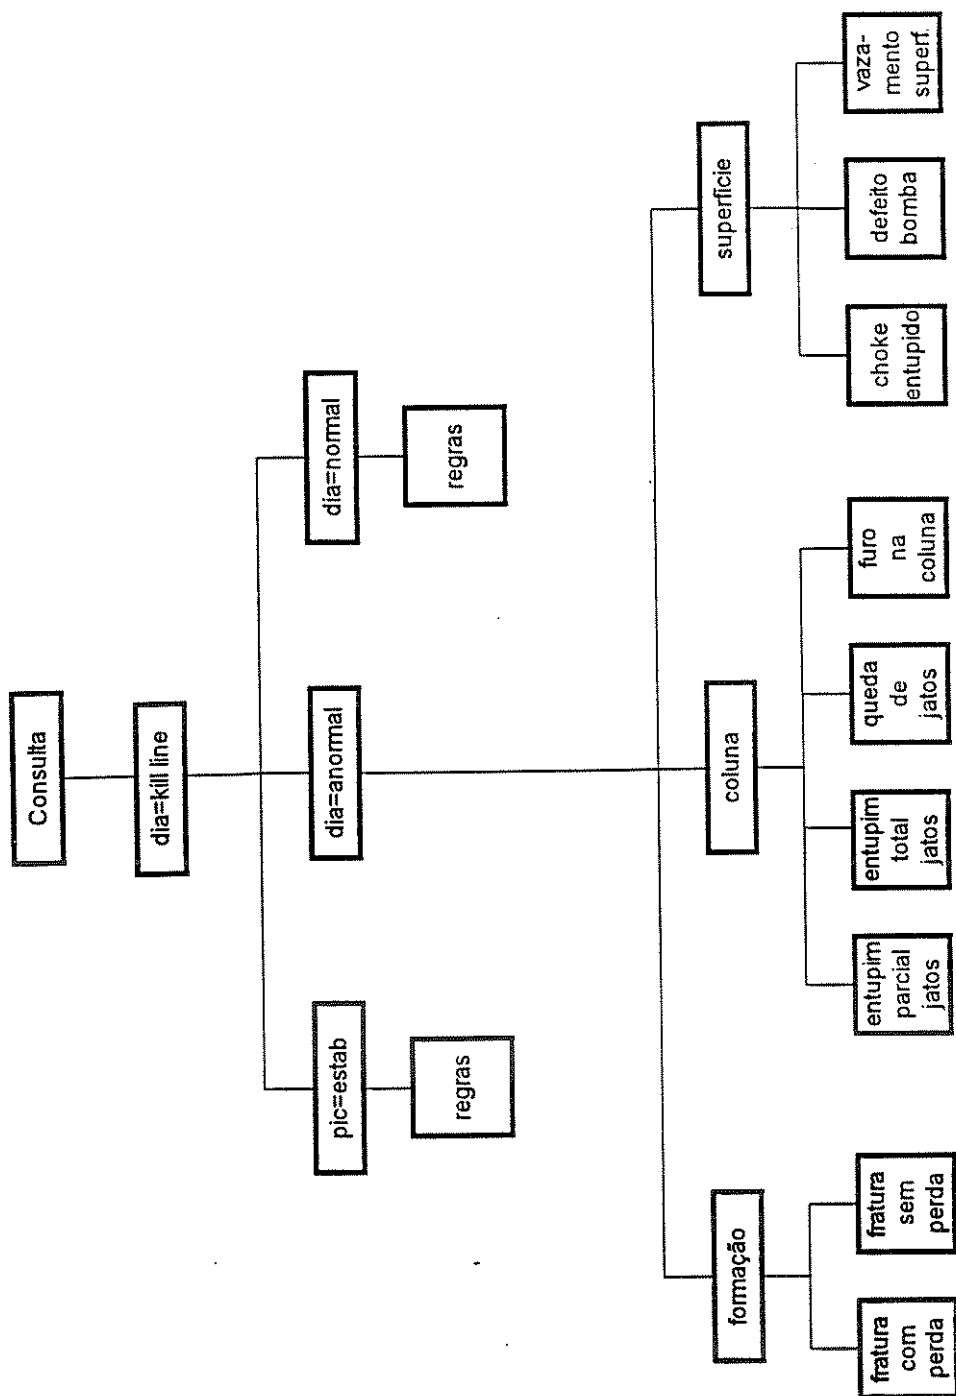 Consulta
dia=kill line
pic=estab
dia=anormal
dia=normal
regras
regras
formação
coluna
superfície
fratura
com
perda
fratura
sem
perda
entupim
parcial
jatos
entupim
total
jatos
queda
de
jatos
furo
na
coluna
choke
entupido
defeito
bomba
vaza-
mento
superf.